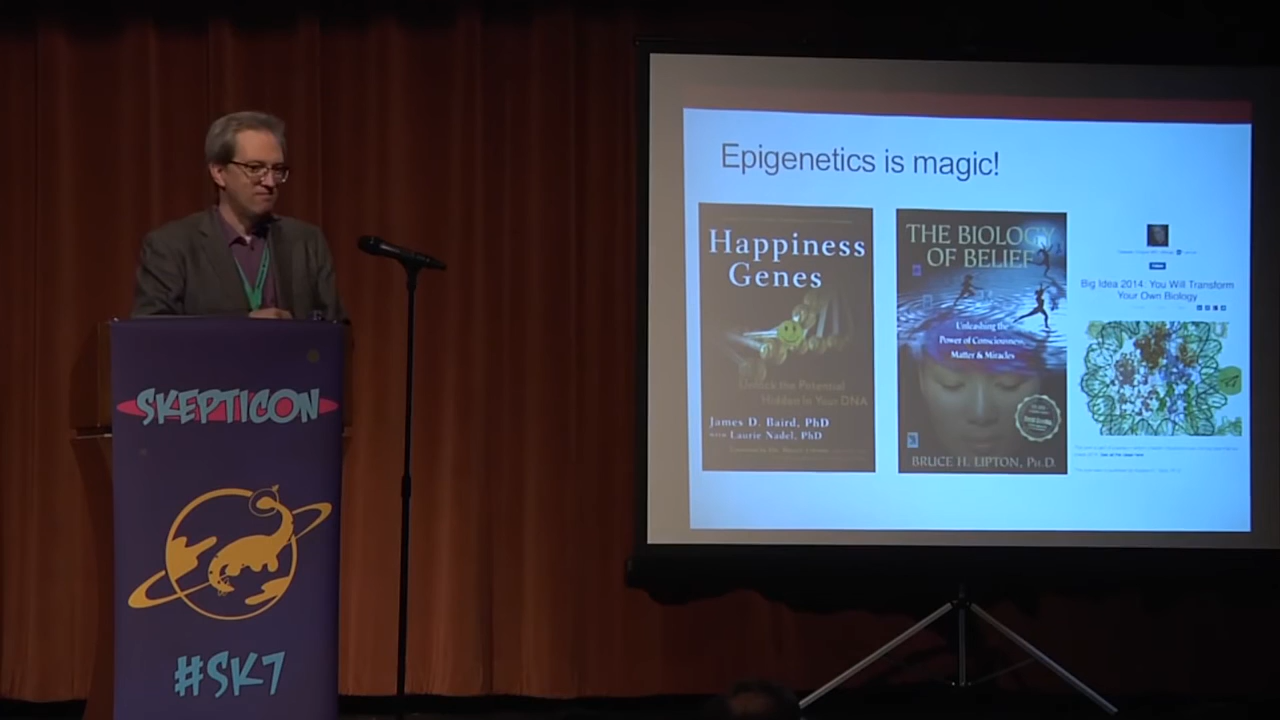 SKEPTICON
#SK7
Epigenetics is magic!
Happiness
Genes
Unlock the Potential
Hidden In Your DNA
James D. Baird, PhD
with Laurie Nadel, PhD
THE BIOLOGY
OF BELIEF
Unleashing the
Power of Consciousness,
Matter & Miracles
BRUCE H. LIPTON, PH.D.
Big Idea 2014: You Will Transform
Your Own Biology